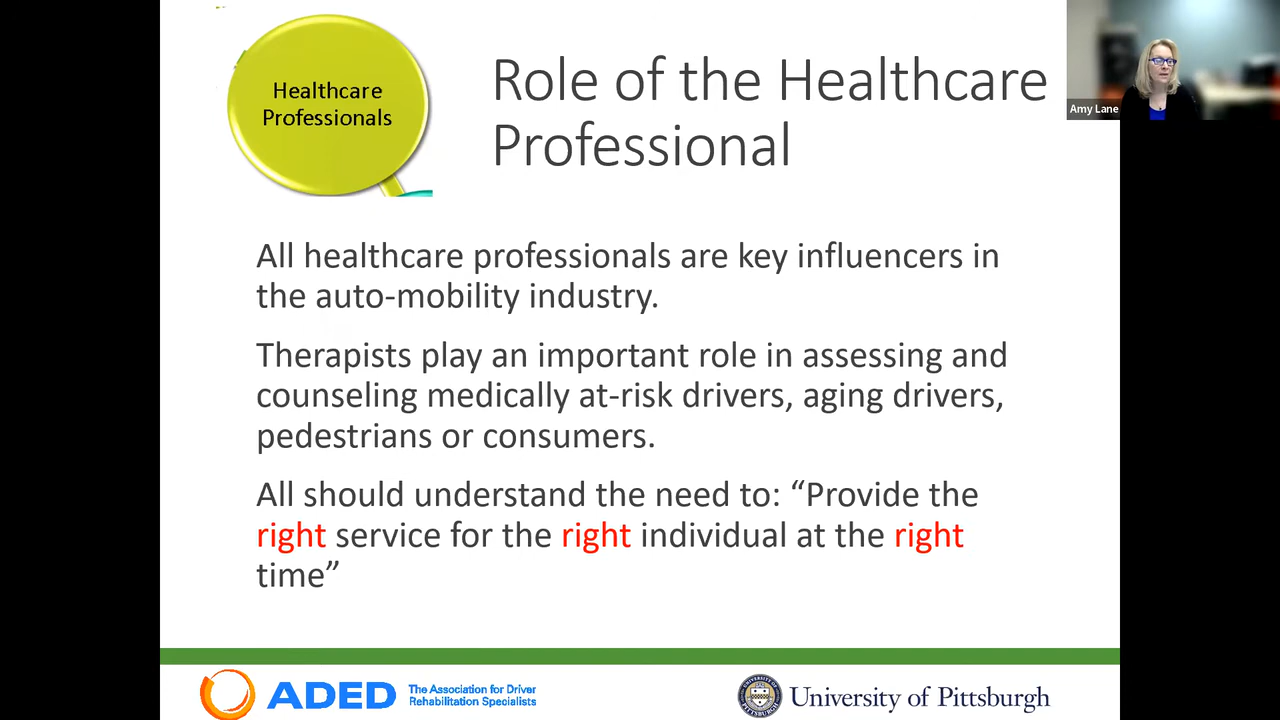 Healthcare
Professionals
Role of the Healthcare
Professional
Amy Lane
All healthcare professionals are key influencers in
the auto-mobility industry.
Therapists play an important role in assessing and
counseling medically at-risk drivers, aging drivers,
pedestrians or consumers.
All should understand the need to: “Provide the
right service for the right individual at the right
time”
ADED
The Association for Driver
Rehabilitation Specialists
University of Pittsburgh